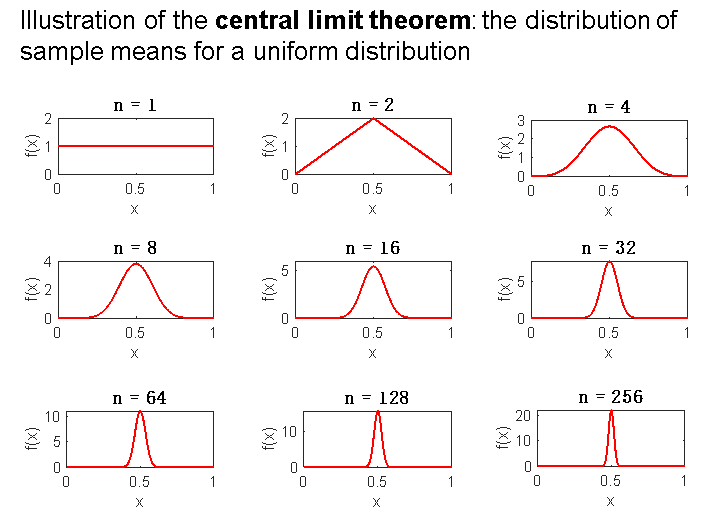 Illustration of the central limit theorem: the distribution of
sample means for a uniform distribution
n = 1
f(x)
2
1
0
0 0.5 1
x
n = 2
f(x)
2
1
0
0 0.5 1
x
n = 4
f(x)
3
2
1
0
0 0.5 1
x
n = 8
f(x)
4
2
0
0 0.5 1
x
n = 16
f(x)
5
0
0 0.5 1
x
n = 32
f(x)
5
0
0 0.5 1
x
n = 64
f(x)
10
5
0
0 0.5 1
x
n = 128
f(x)
10
0
0 0.5 1
x
n = 256
f(x)
20
10
0
0 0.5 1
x